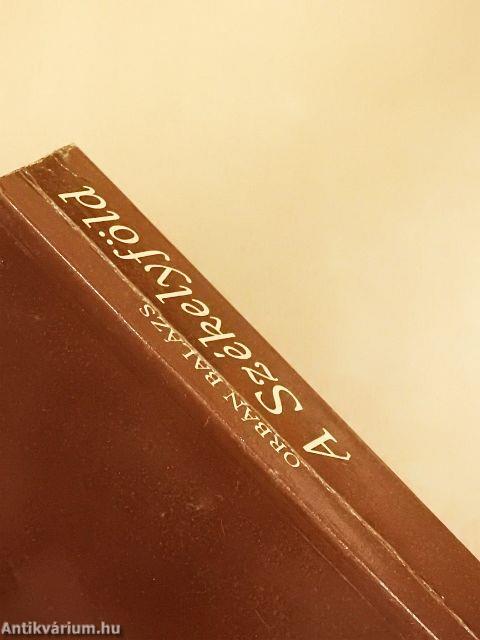 ORBÁN BALÁZS
A Székelyföld
Antikvárium.hu